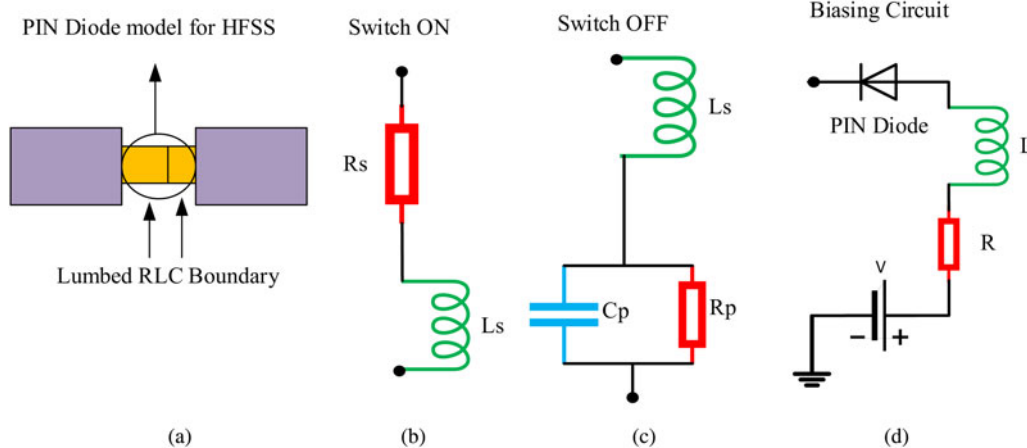 PIN Diode model for HFSS
Lumbed RLC Boundary
(a)
Switch ON
Rs
Ls
(b)
Switch OFF
Ls
Cp
Rp
(c)
Biasing Circuit
PIN Diode
L
R
V
− +
(d)